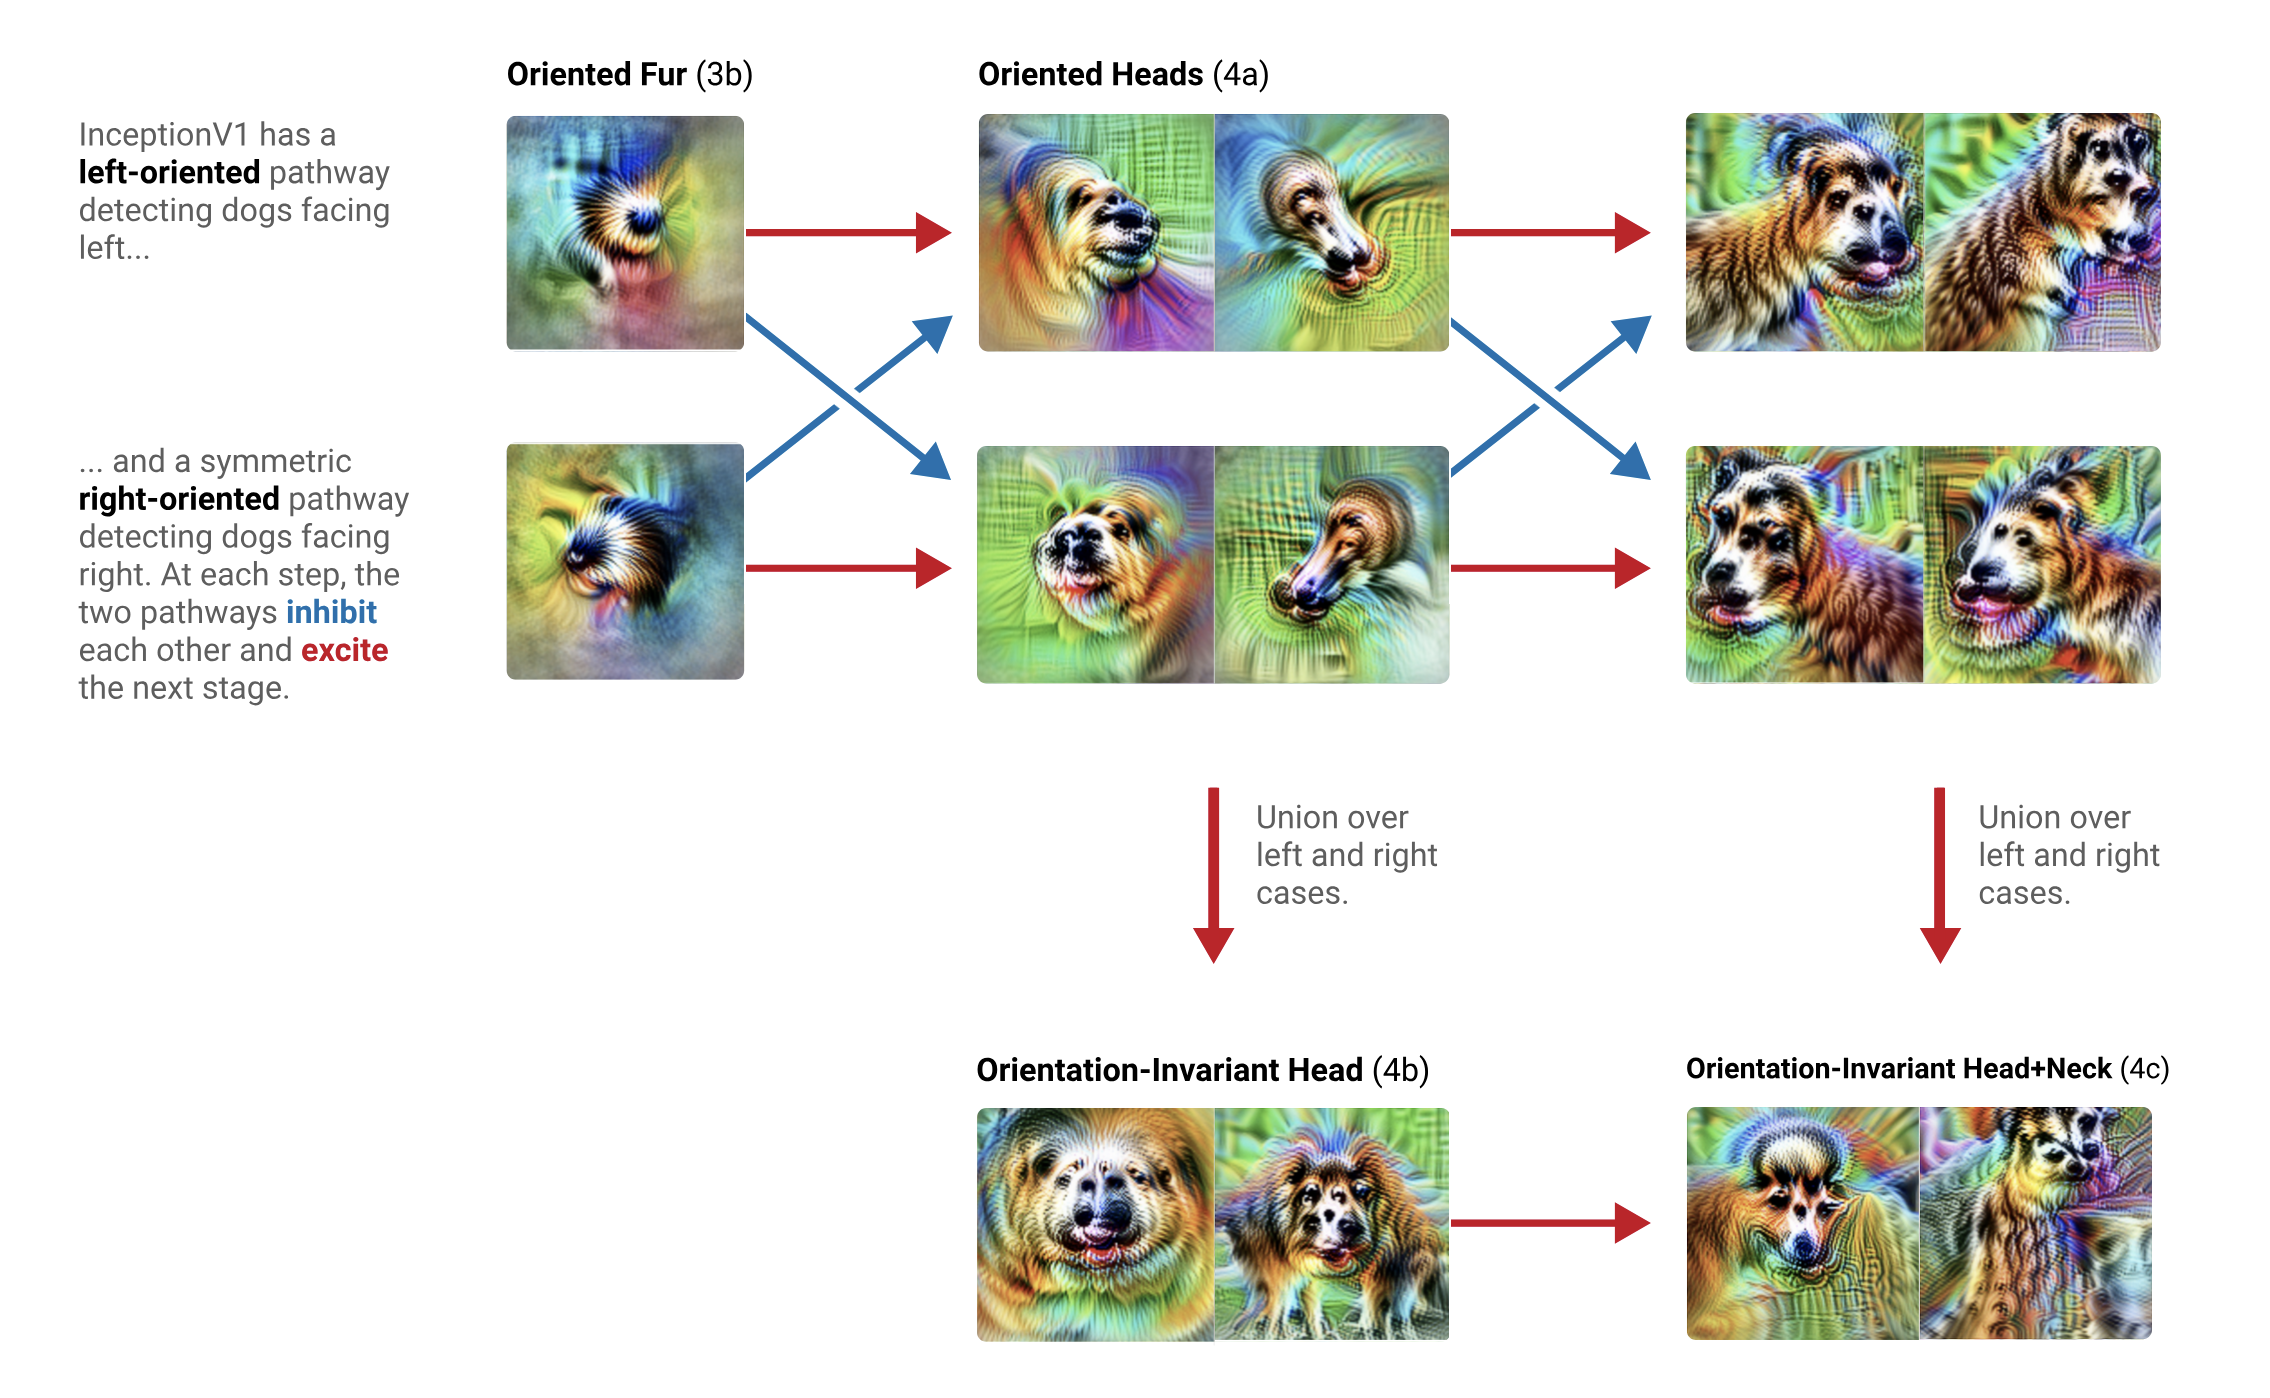 Oriented Fur (3b)
Oriented Heads (4a)
InceptionV1 has a
left-oriented pathway
detecting dogs facing
left...
... and a symmetric
right-oriented pathway
detecting dogs facing
right. At each step, the
two pathways inhibit
each other and excite
the next stage.
Union over
left and right
cases.
Union over
left and right
cases.
Orientation-Invariant Head (4b)
Orientation-Invariant Head+Neck (4c)